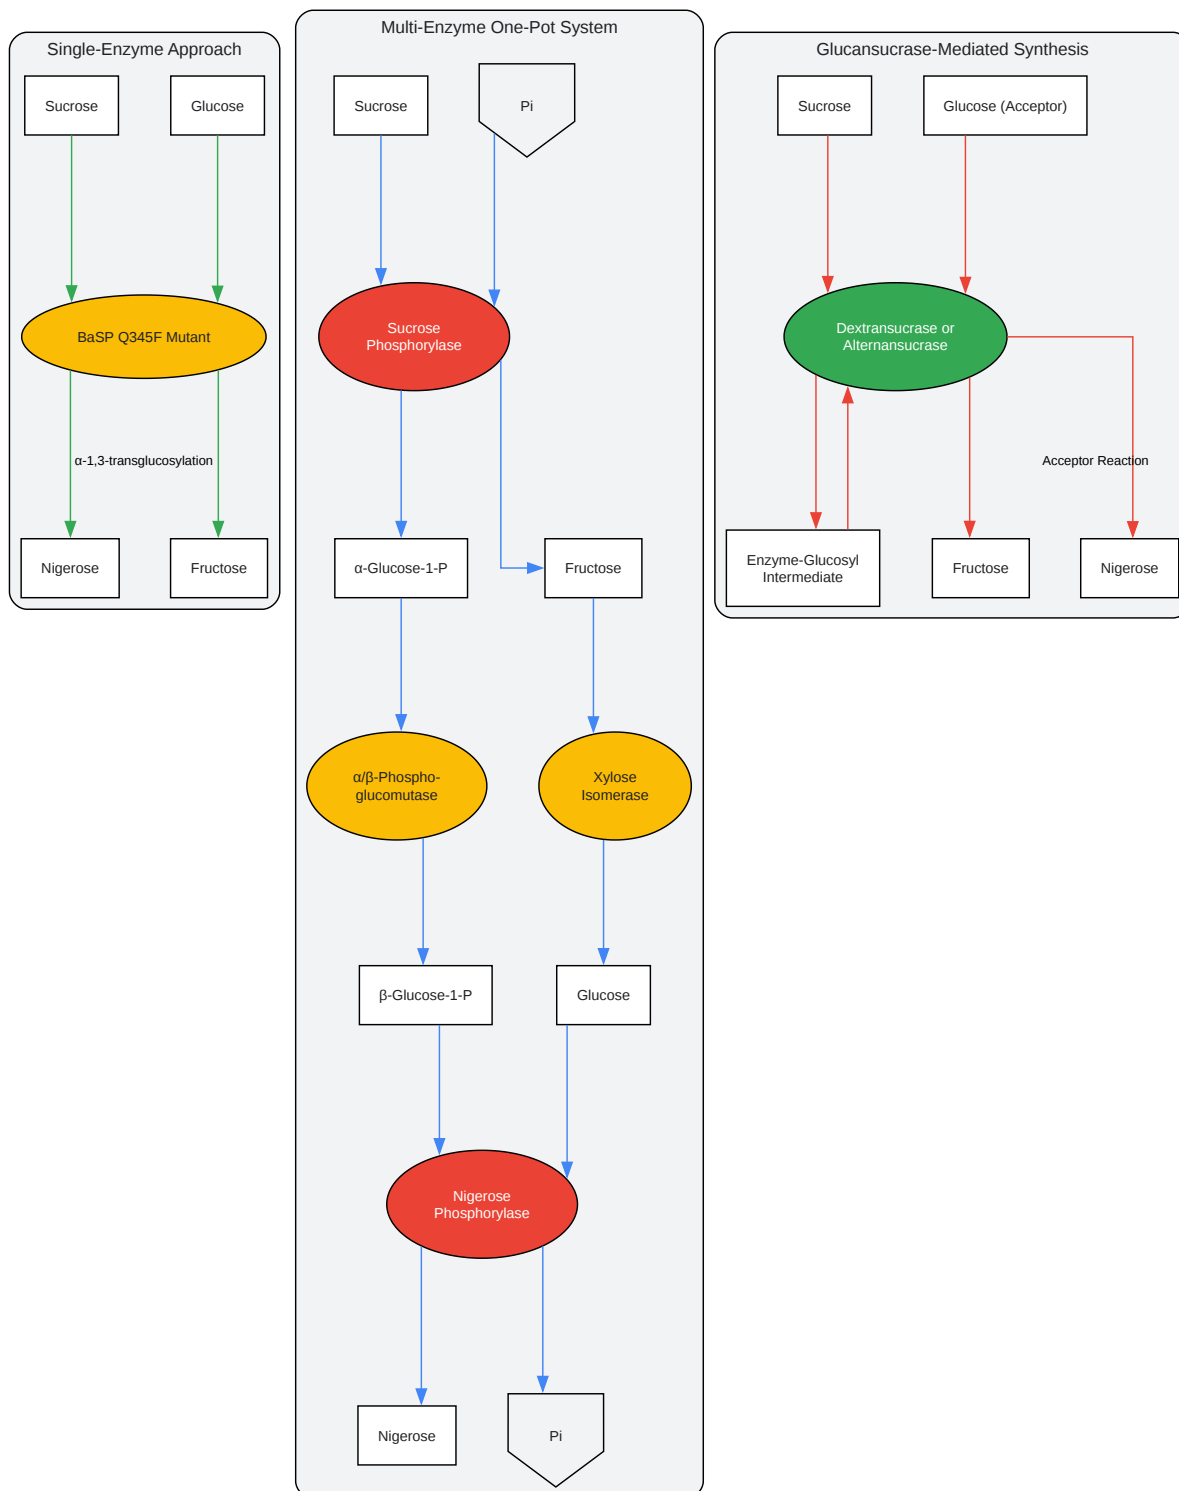 Single-Enzyme Approach
Sucrose
Glucose
BaSP Q345F Mutant
α-1,3-transglucosylation
Nigerose
Fructose
Multi-Enzyme One-Pot System
Sucrose
Pi
Sucrose
Phosphorylase
α-Glucose-1-P
Fructose
α/β-Phospho-
glucomutase
Xylose
Isomerase
β-Glucose-1-P
Glucose
Nigerose
Phosphorylase
Nigerose
Pi
Glucansucrase-Mediated Synthesis
Sucrose
Glucose (Acceptor)
Dextransucrase or
Alternansucrase
Acceptor Reaction
Enzyme-Glucosyl
Intermediate
Fructose
Nigerose